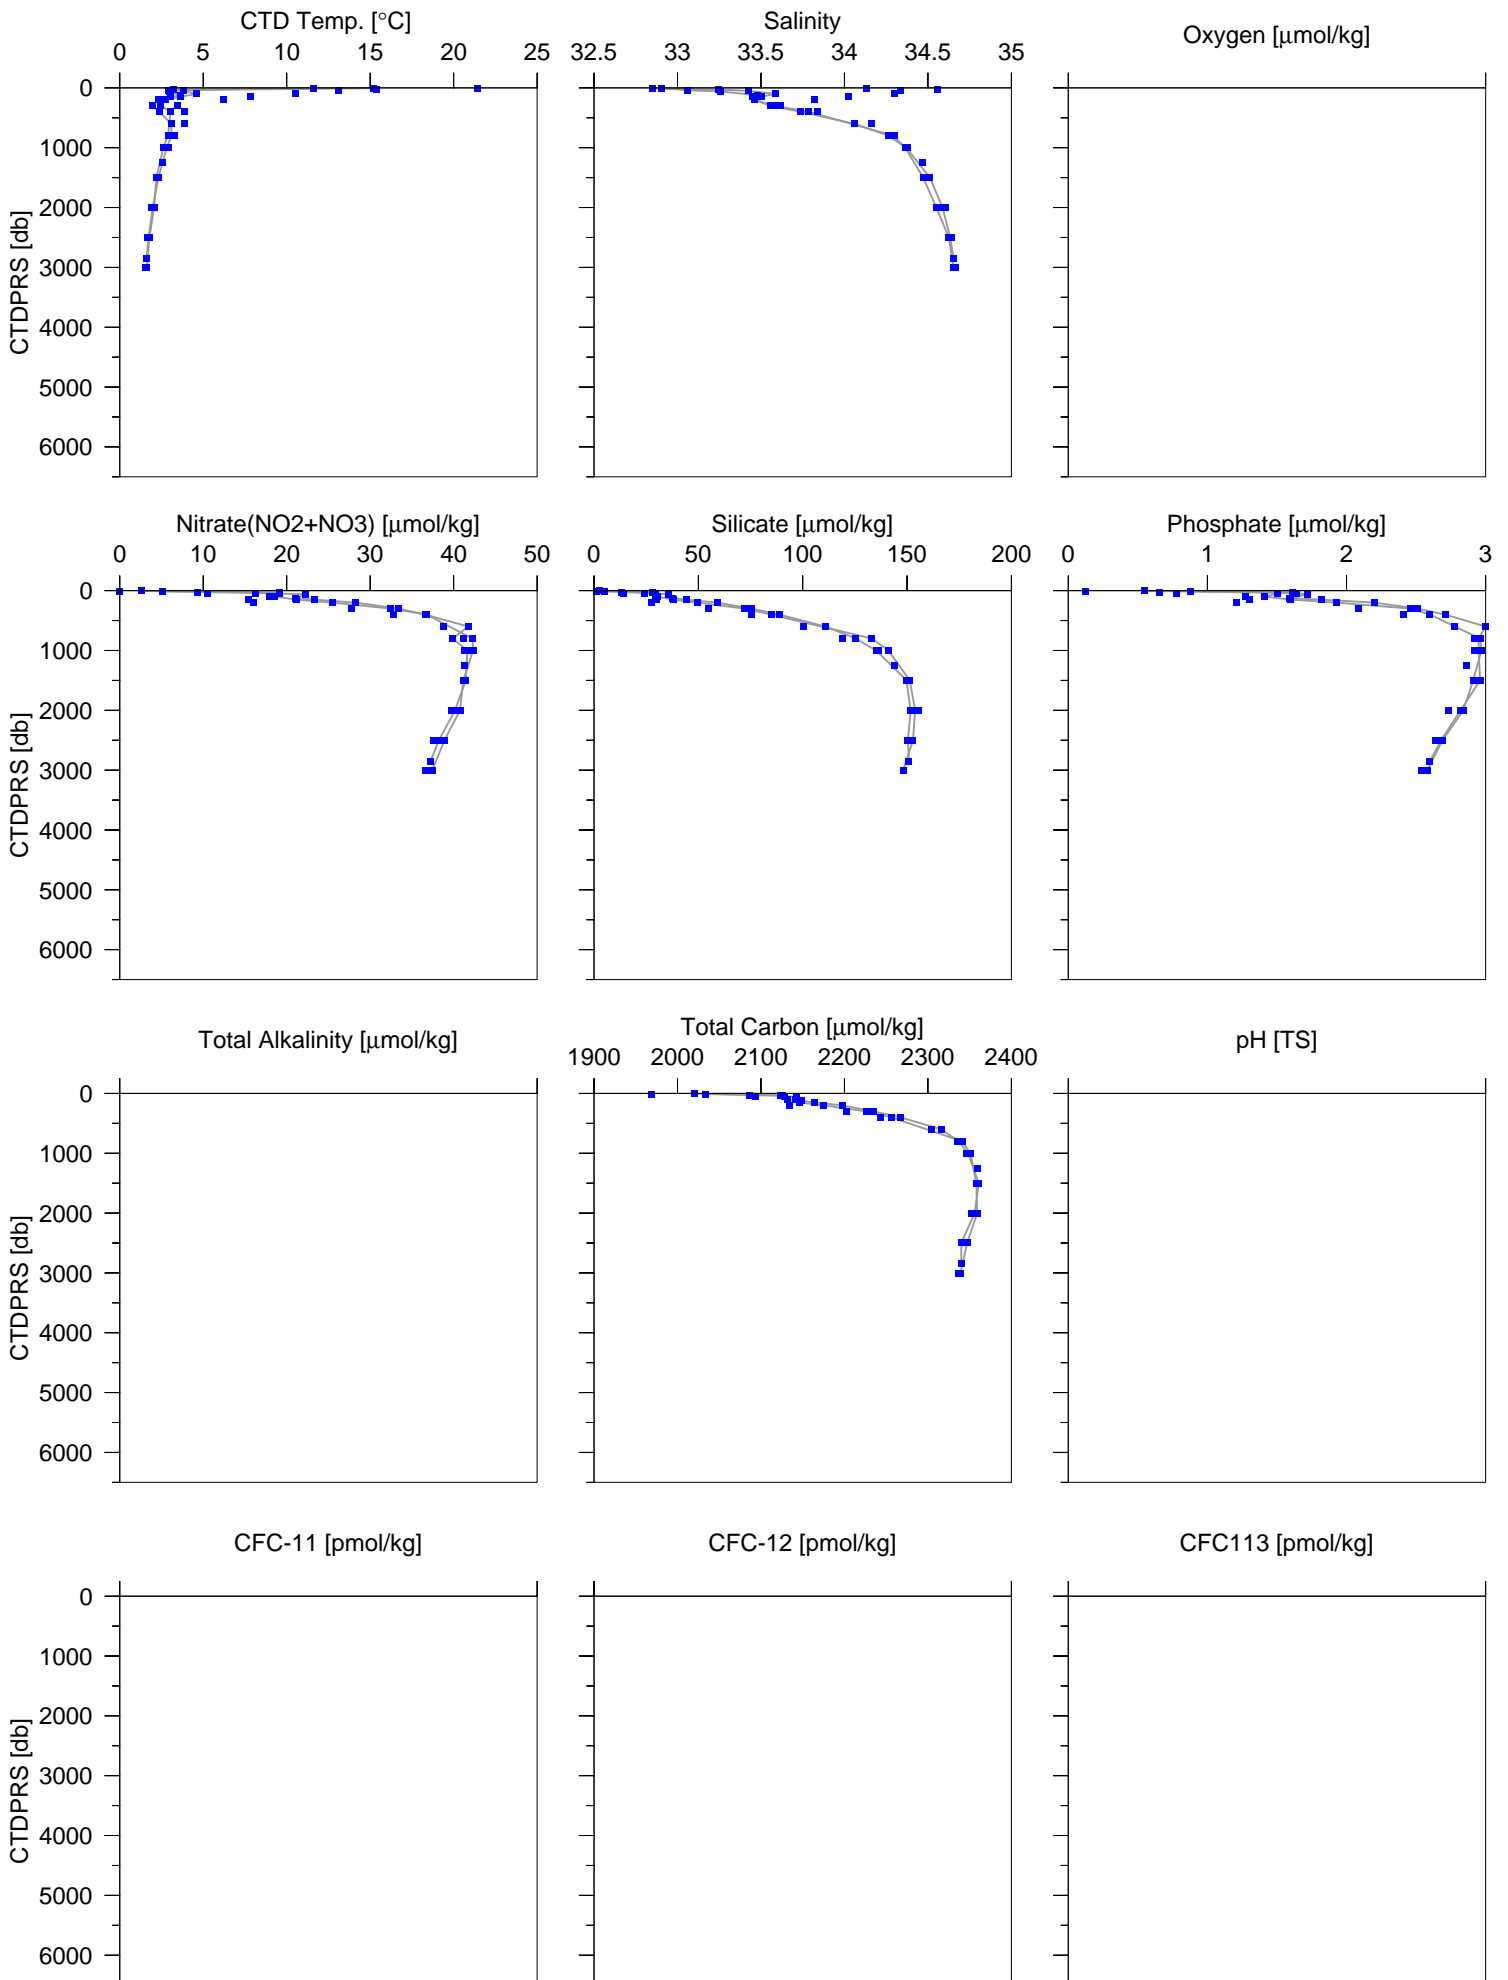 CTD Temp. [°C] Salinity Oxygen [μmol/kg]
0 5 10 15 20 25 32.5 33 33.5 34 34.5 35
0
1000
2000
3000
4000
5000
6000
CTDPRS [db]
Nitrate(NO2+NO3) [μmol/kg] Silicate [μmol/kg] Phosphate [μmol/kg]
0 10 20 30 40 50 0 50 100 150 200 0 1 2 3
0
1000
2000
3000
4000
5000
6000
CTDPRS [db]
Total Alkalinity [μmol/kg] Total Carbon [μmol/kg] pH [TS]
1900 2000 2100 2200 2300 2400
0
1000
2000
3000
4000
5000
6000
CTDPRS [db]
CFC-11 [pmol/kg] CFC-12 [pmol/kg] CFC113 [pmol/kg]
0
1000
2000
3000
4000
5000
6000
CTDPRS [db]